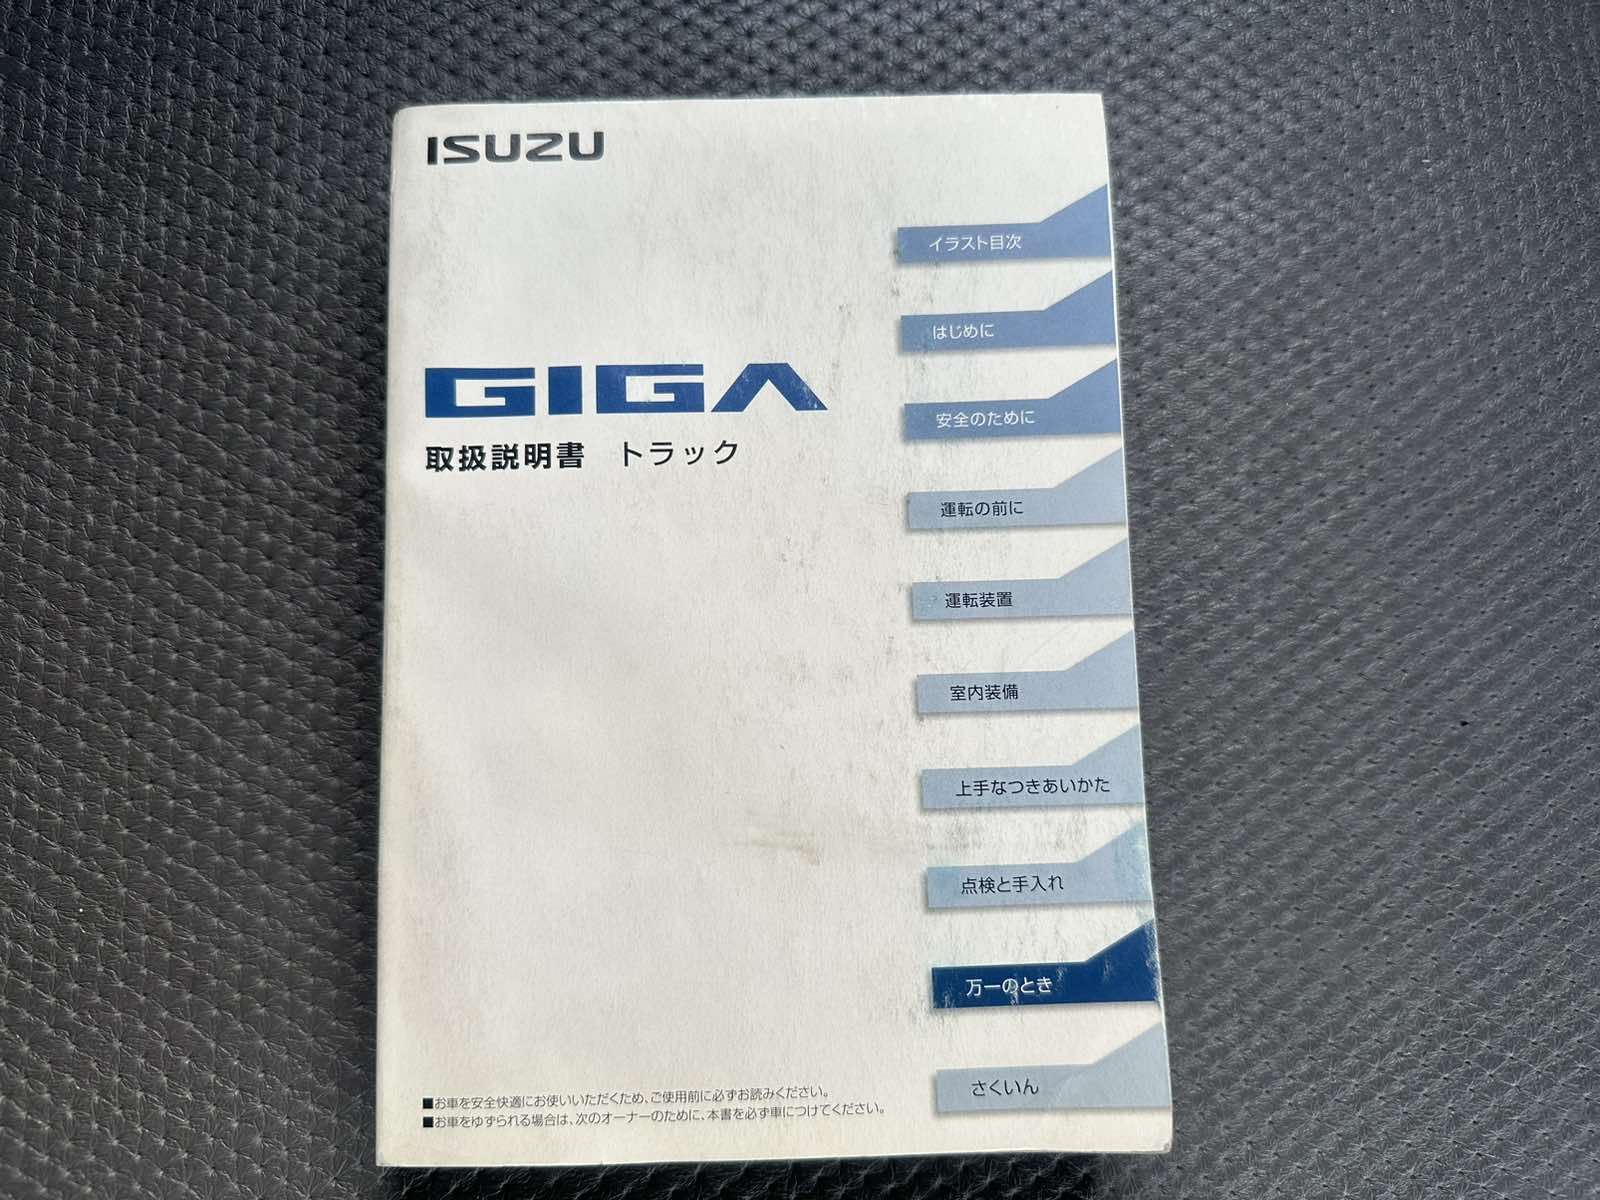 ISUZU
GIGA
取扱説明書　トラック
イラスト目次
はじめに
安全のために
運転の前に
運転装置
室内装備
上手なつきあいかた
点検と手入れ
万一のとき
さくいん
■お車を安全快適にお使いいただくため、ご使用前に必ずお読みください。
■お車をゆずられる場合は、次のオーナーのために、本書を必ず車につけてください。